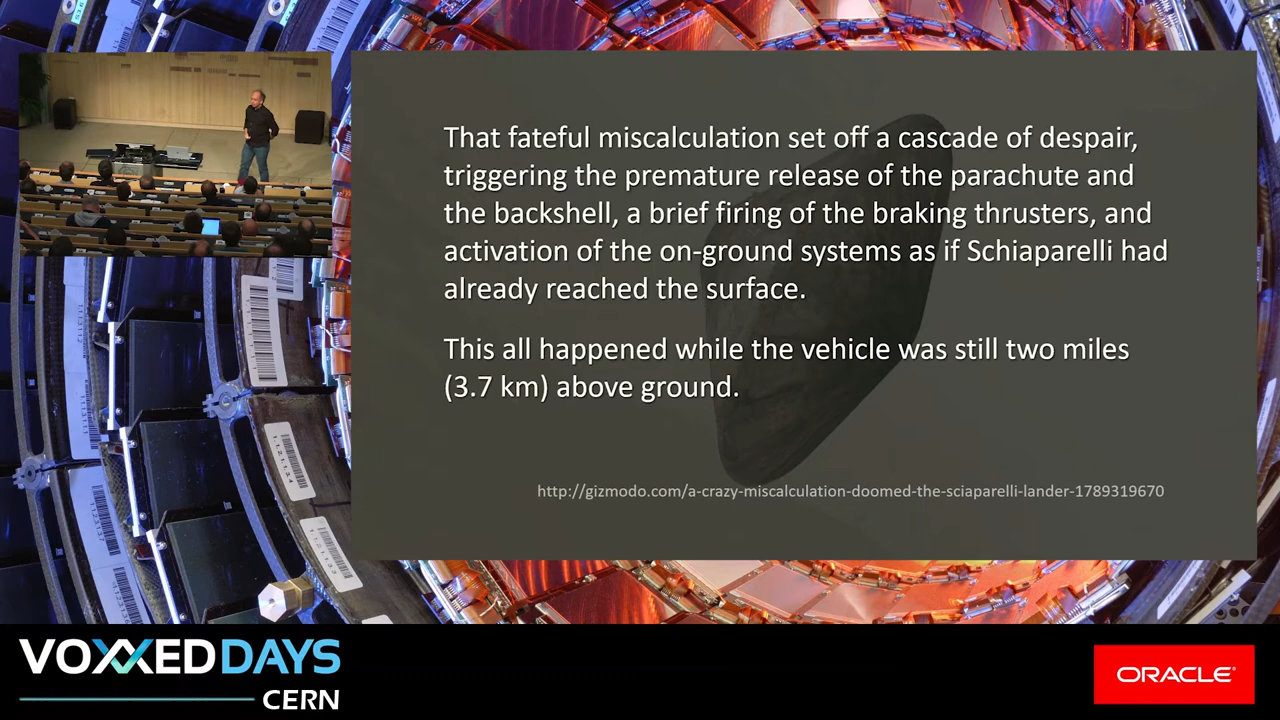 That fateful miscalculation set off a cascade of despair,
triggering the premature release of the parachute and
the backshell, a brief firing of the braking thrusters, and
activation of the on-ground systems as if Schiaparelli had
already reached the surface.
This all happened while the vehicle was still two miles
(3.7 km) above ground.
http://gizmodo.com/a-crazy-miscalculation-doomed-the-sciaparelli-lander-1789319670
VOXXED DAYS
CERN
ORACLE